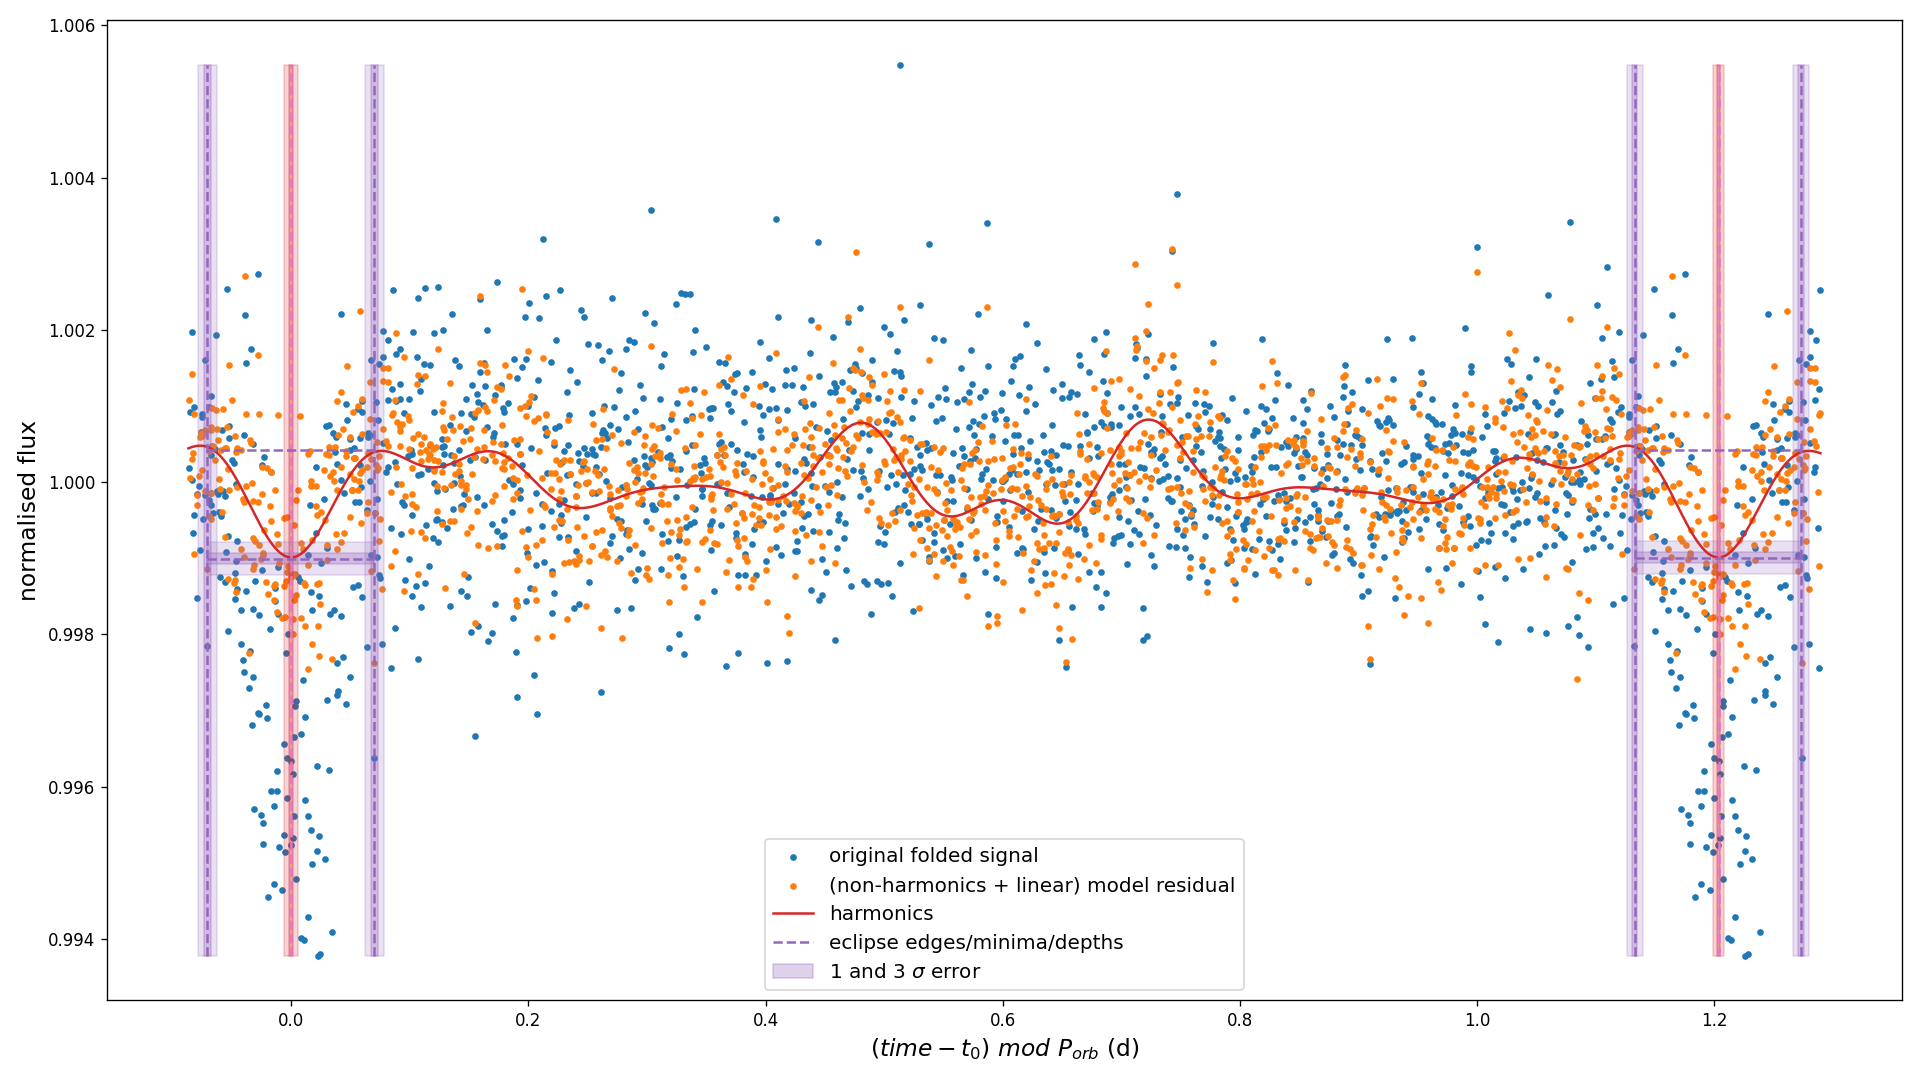 1.006
1.004
1.002
1.000
0.998
0.996
0.994
normalised flux
original folded signal
(non-harmonics + linear) model residual
harmonics
eclipse edges/minima/depths
1 and 3 σ error
0.0 0.2 0.4 0.6 0.8 1.0 1.2
(time − t₀) mod Pₒᵣᵦ (d)